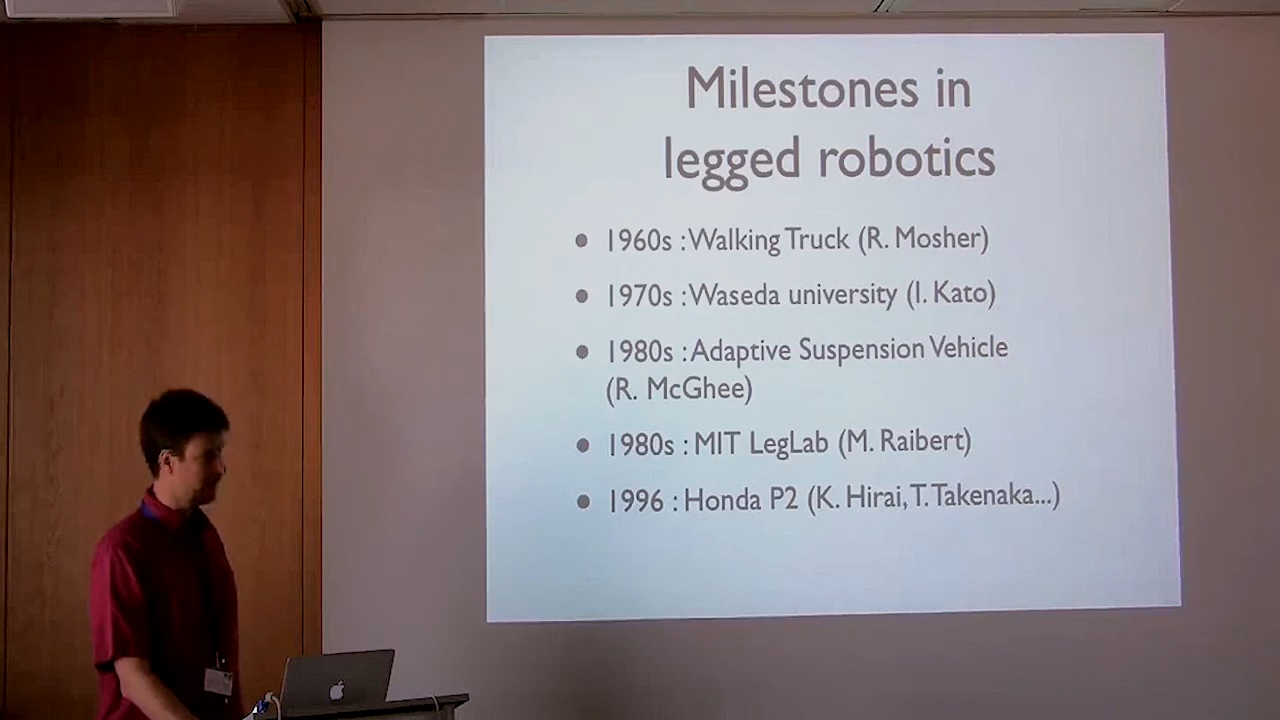 Milestones in
legged robotics
• 1960s : Walking Truck (R. Mosher)
• 1970s : Waseda university (I. Kato)
• 1980s : Adaptive Suspension Vehicle
(R. McGhee)
• 1980s : MIT LegLab (M. Raibert)
• 1996 : Honda P2 (K. Hirai, T. Takenaka...)